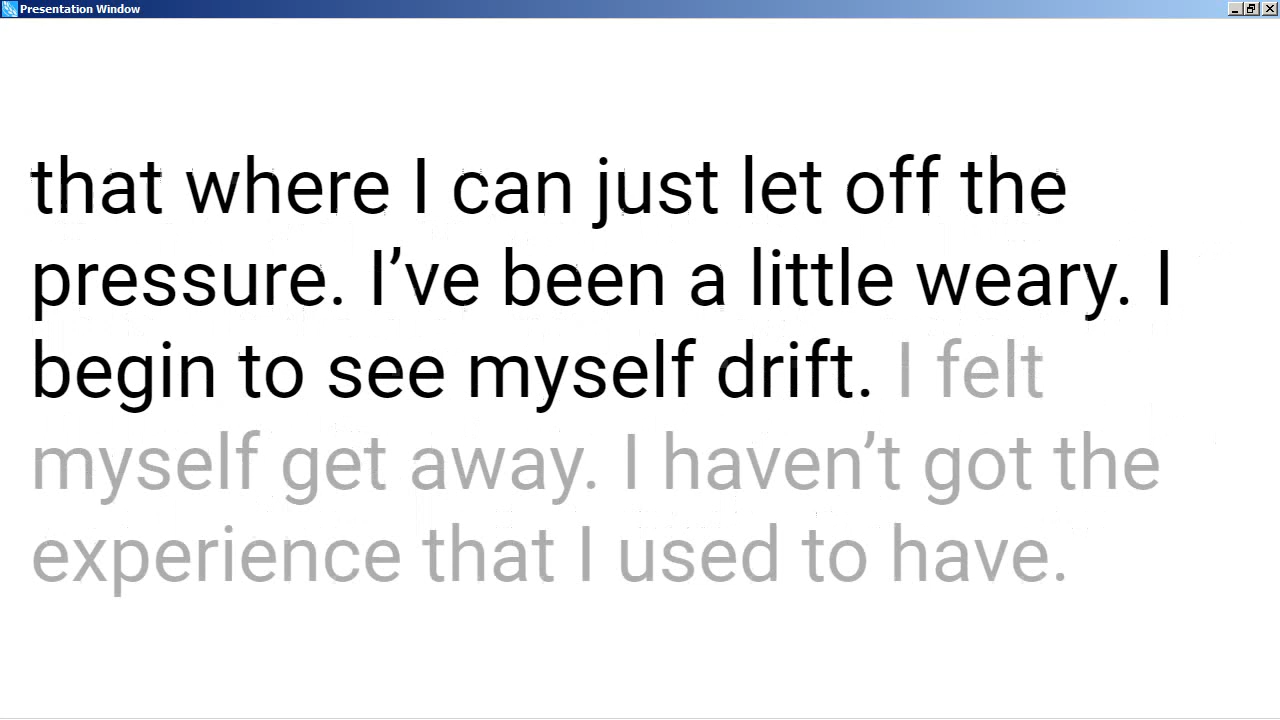 Presentation Window
that where I can just let off the
pressure. I’ve been a little weary. I
begin to see myself drift. I felt
myself get away. I haven’t got the
experience that I used to have.